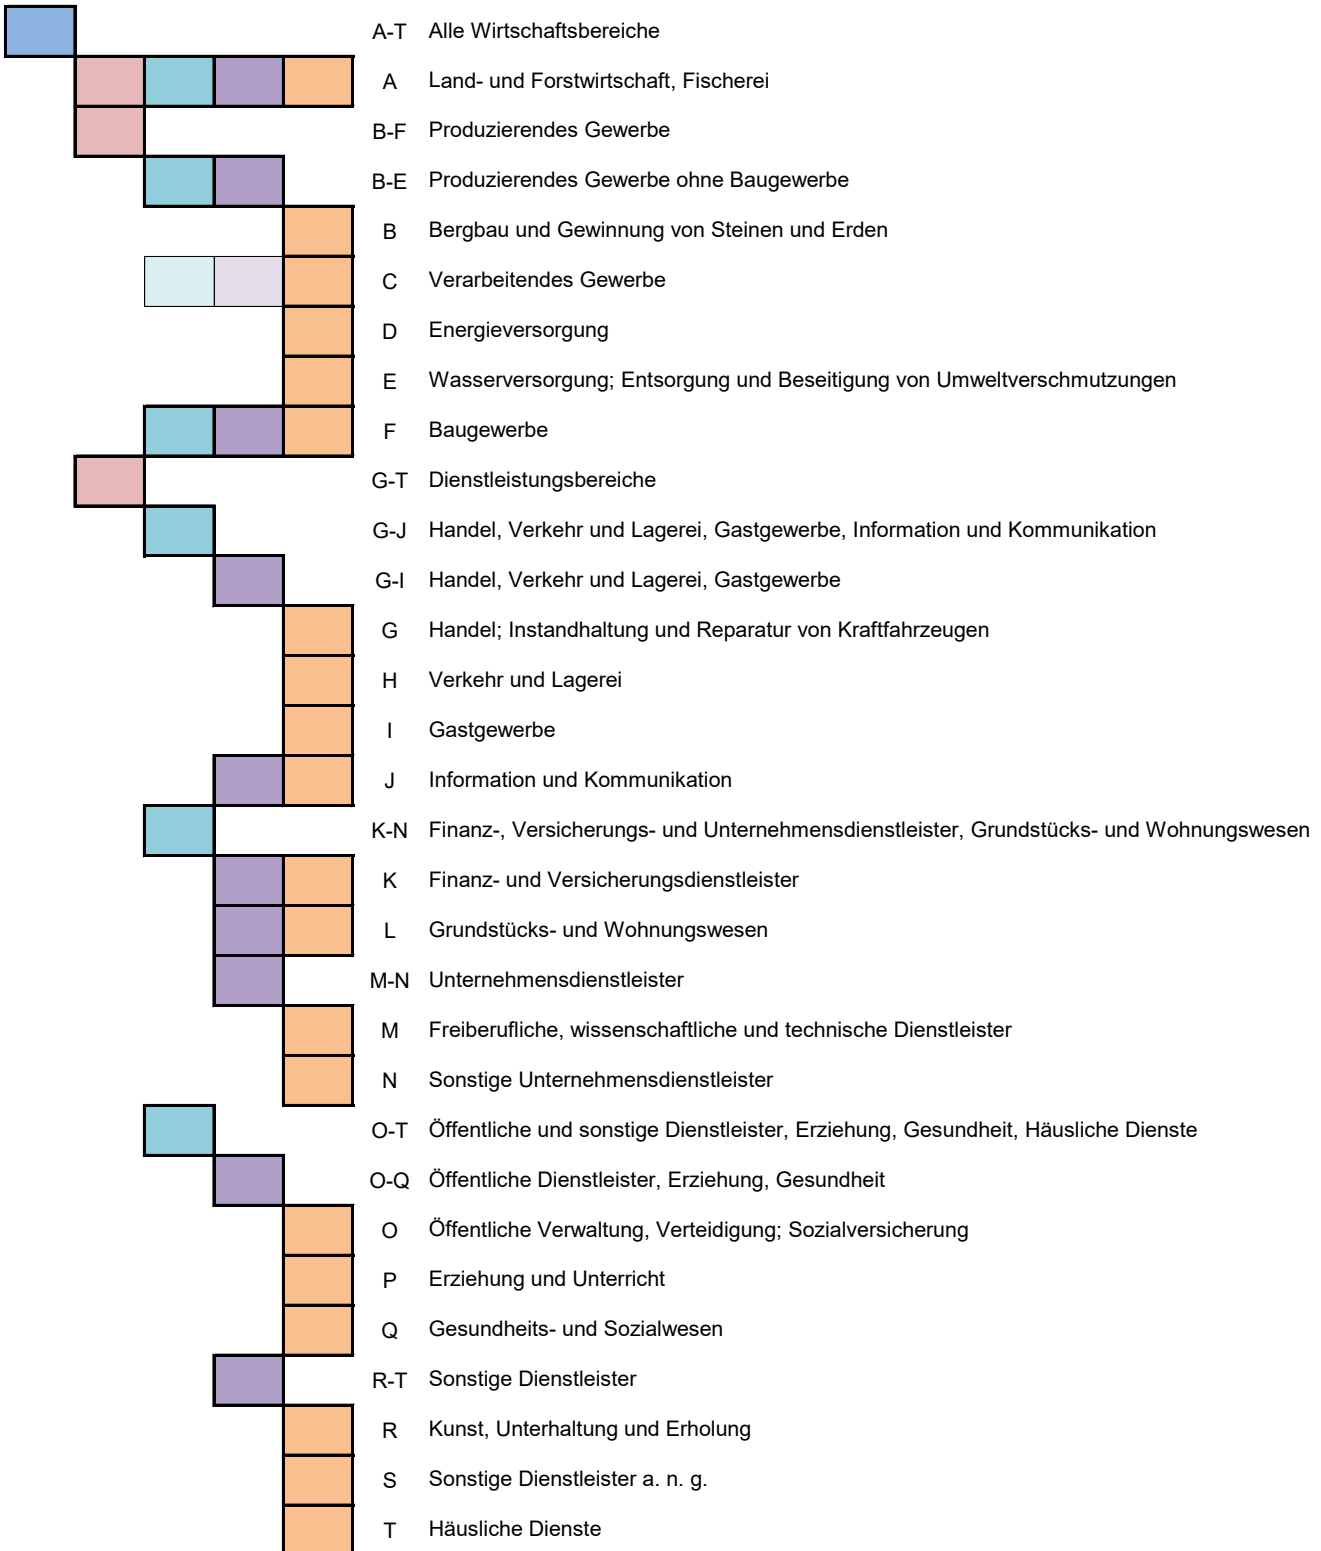 A-T Alle Wirtschaftsbereiche
A Land- und Forstwirtschaft, Fischerei
B-F Produzierendes Gewerbe
B-E Produzierendes Gewerbe ohne Baugewerbe
B Bergbau und Gewinnung von Steinen und Erden
C Verarbeitendes Gewerbe
D Energieversorgung
E Wasserversorgung; Entsorgung und Beseitigung von Umweltverschmutzungen
F Baugewerbe
G-T Dienstleistungsbereiche
G-J Handel, Verkehr und Lagerei, Gastgewerbe, Information und Kommunikation
G-I Handel, Verkehr und Lagerei, Gastgewerbe
G Handel; Instandhaltung und Reparatur von Kraftfahrzeugen
H Verkehr und Lagerei
I Gastgewerbe
J Information und Kommunikation
K-N Finanz-, Versicherungs- und Unternehmensdienstleister, Grundstücks- und Wohnungswesen
K Finanz- und Versicherungsdienstleister
L Grundstücks- und Wohnungswesen
M-N Unternehmensdienstleister
M Freiberufliche, wissenschaftliche und technische Dienstleister
N Sonstige Unternehmensdienstleister
O-T Öffentliche und sonstige Dienstleister, Erziehung, Gesundheit, Häusliche Dienste
O-Q Öffentliche Dienstleister, Erziehung, Gesundheit
O Öffentliche Verwaltung, Verteidigung; Sozialversicherung
P Erziehung und Unterricht
Q Gesundheits- und Sozialwesen
R-T Sonstige Dienstleister
R Kunst, Unterhaltung und Erholung
S Sonstige Dienstleister a. n. g.
T Häusliche Dienste